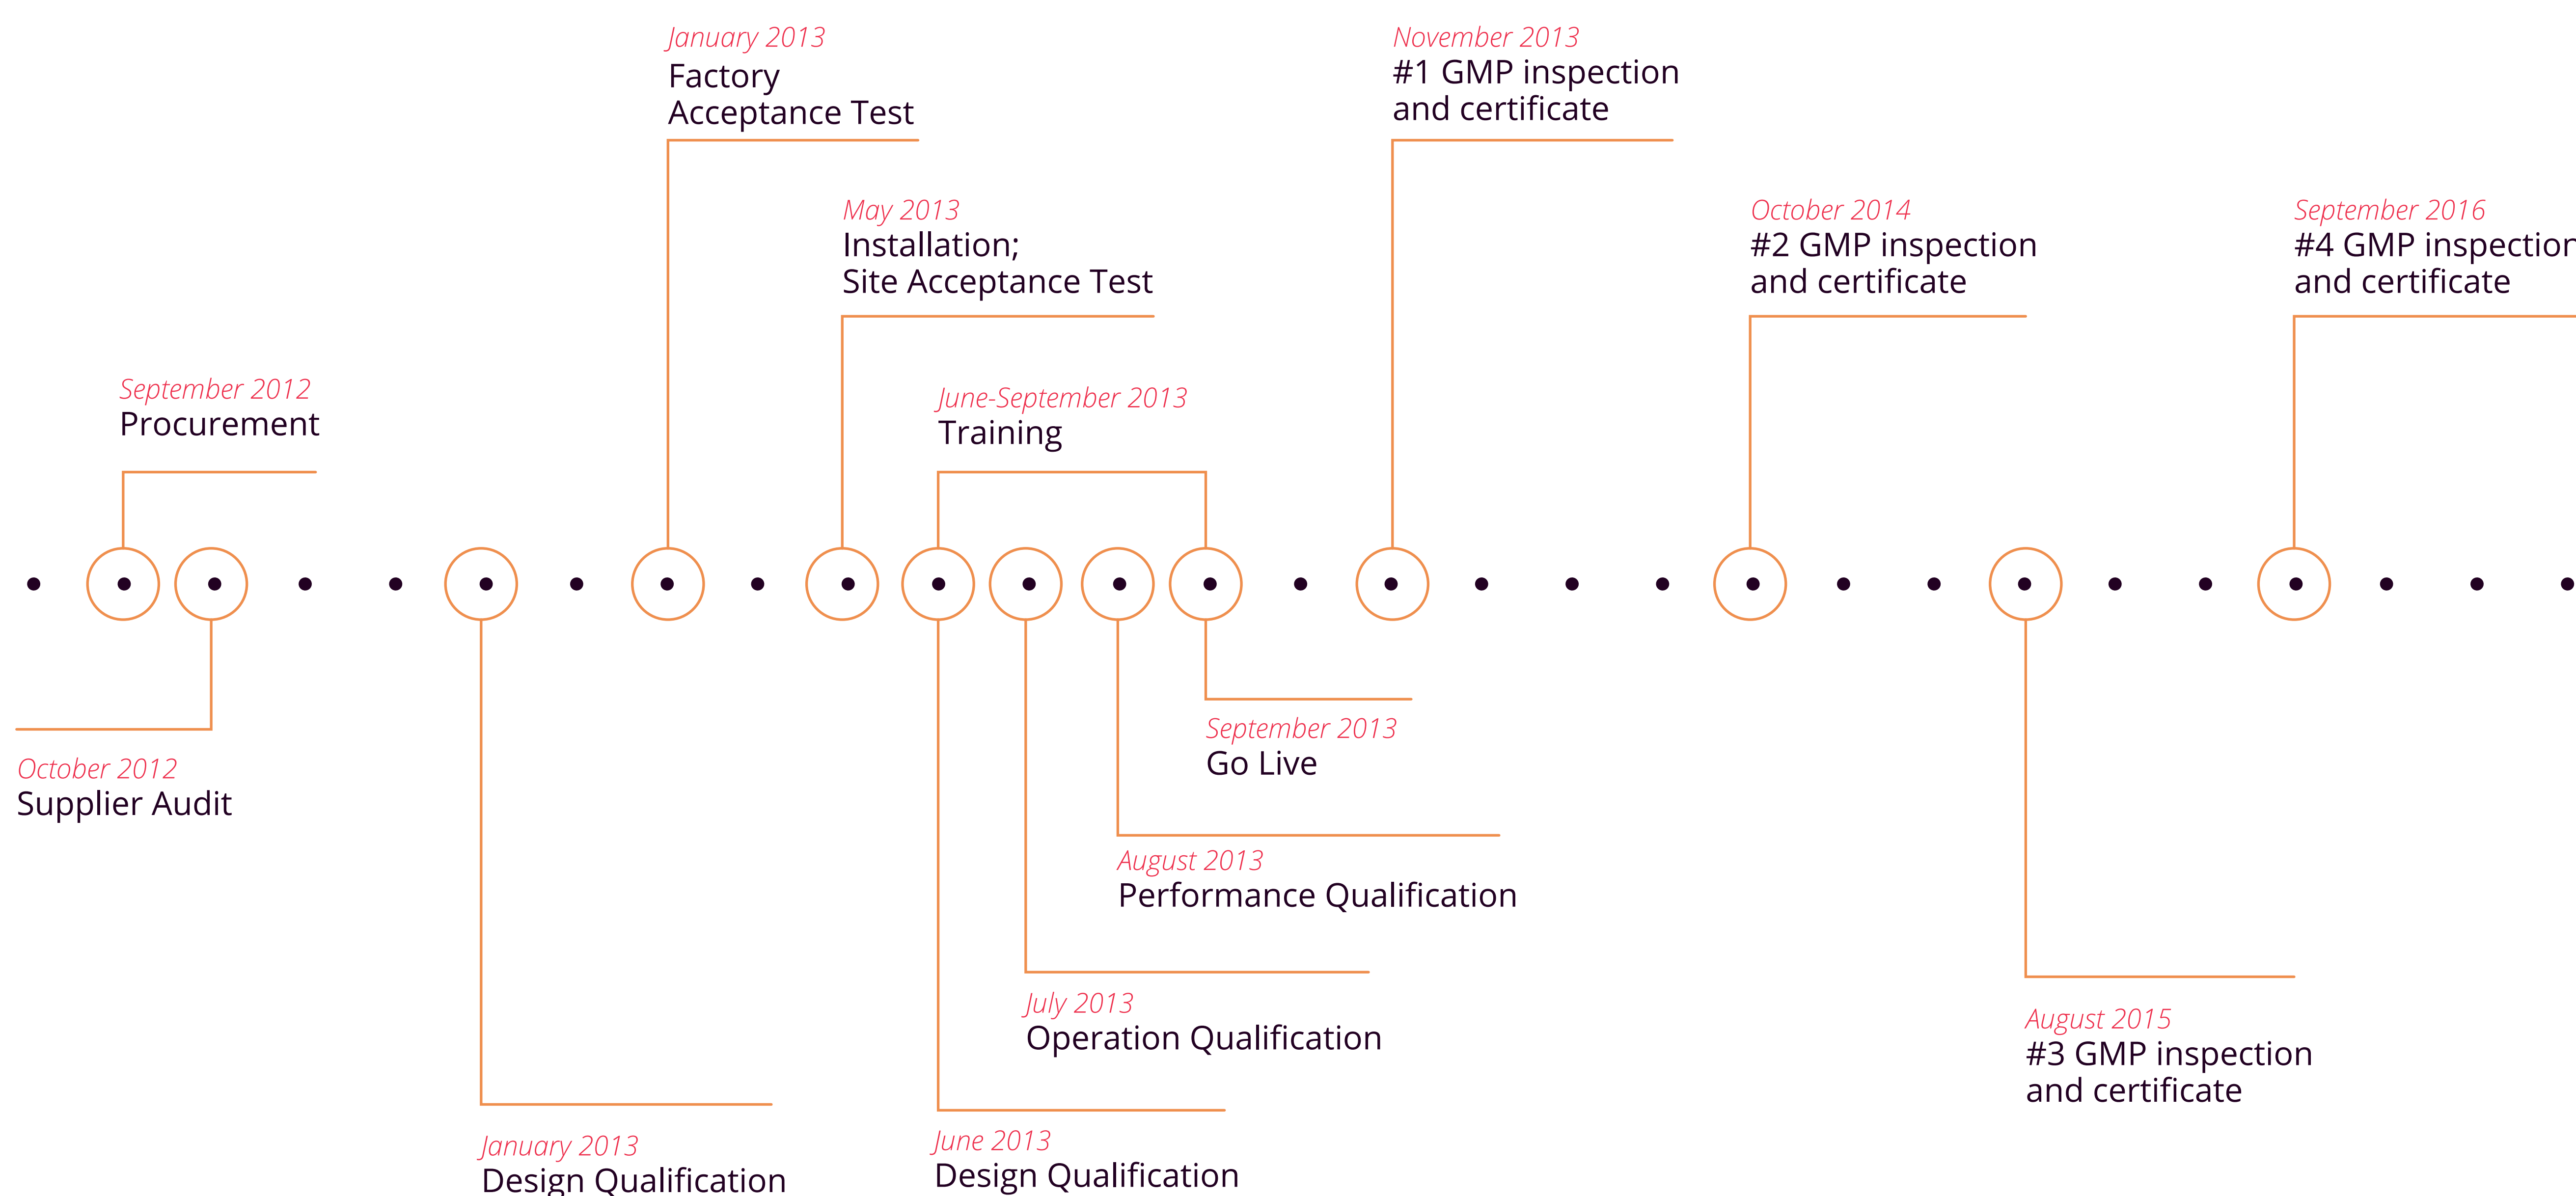 January 2013
Factory
Acceptance Test
November 2013
#1 GMP inspection
and certificate
May 2013
Installation;
Site Acceptance Test
October 2014
#2 GMP inspection
and certificate
September 2016
#4 GMP inspection
and certificate
September 2012
Procurement
June-September 2013
Training
October 2012
Supplier Audit
September 2013
Go Live
August 2013
Performance Qualification
July 2013
Operation Qualification
August 2015
#3 GMP inspection
and certificate
January 2013
Design Qualification
June 2013
Design Qualification